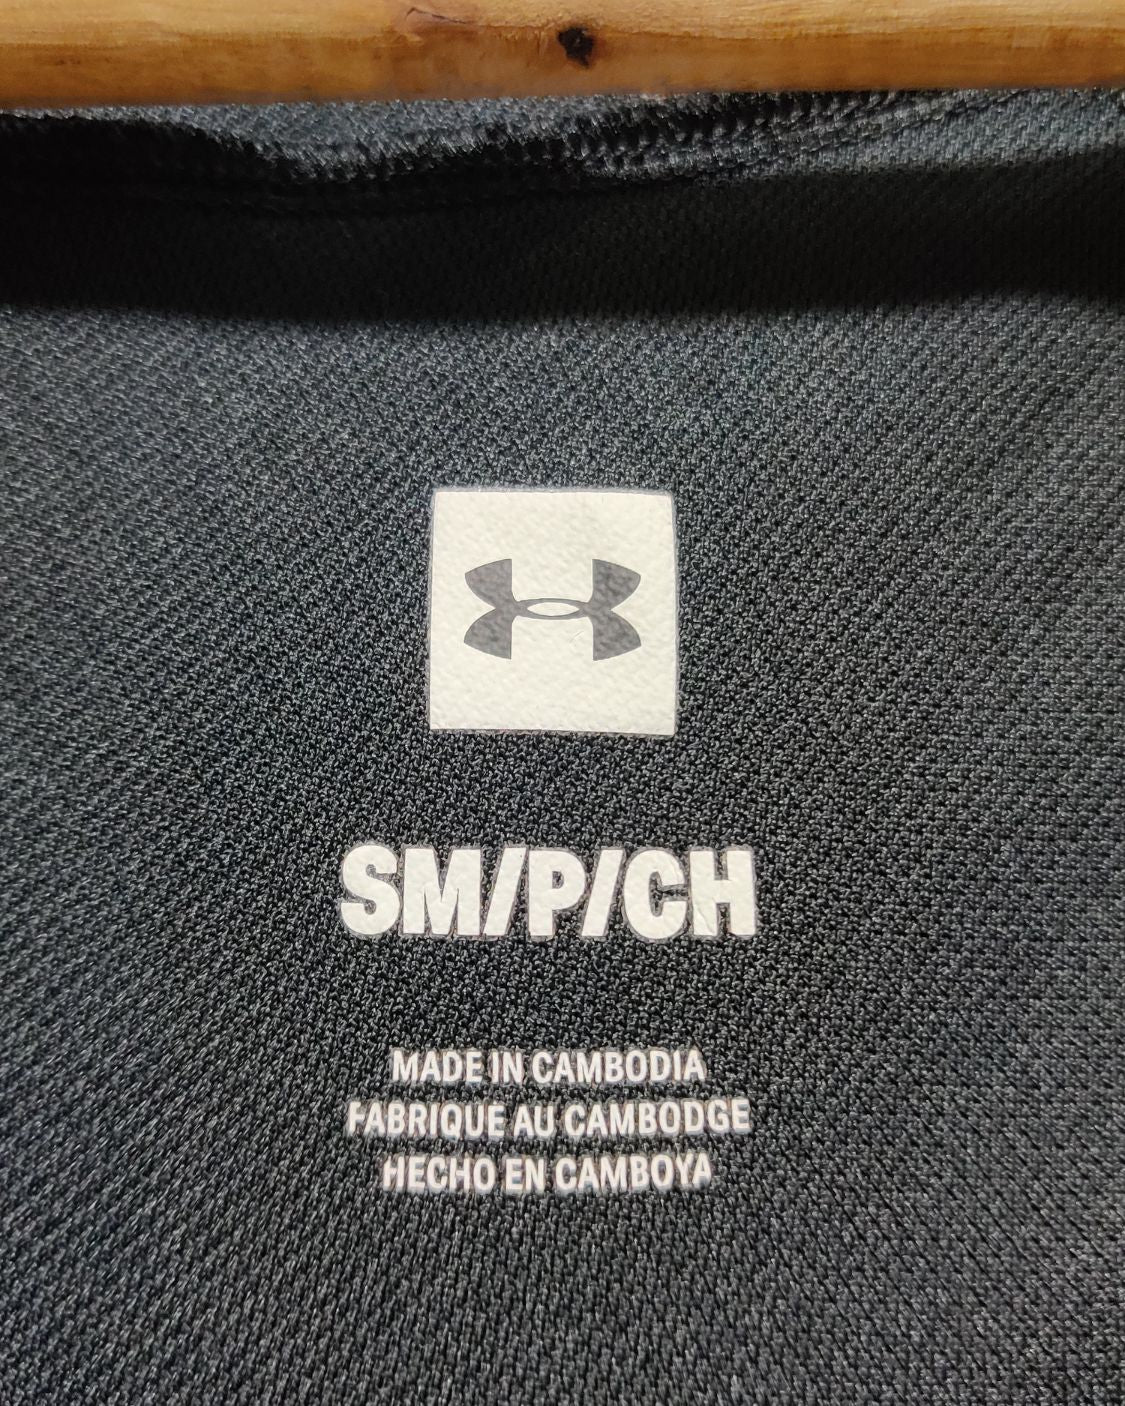 SM/P/CH
MADE IN CAMBODIA
FABRIQUE AU CAMBODGE
HECHO EN CAMBOYA